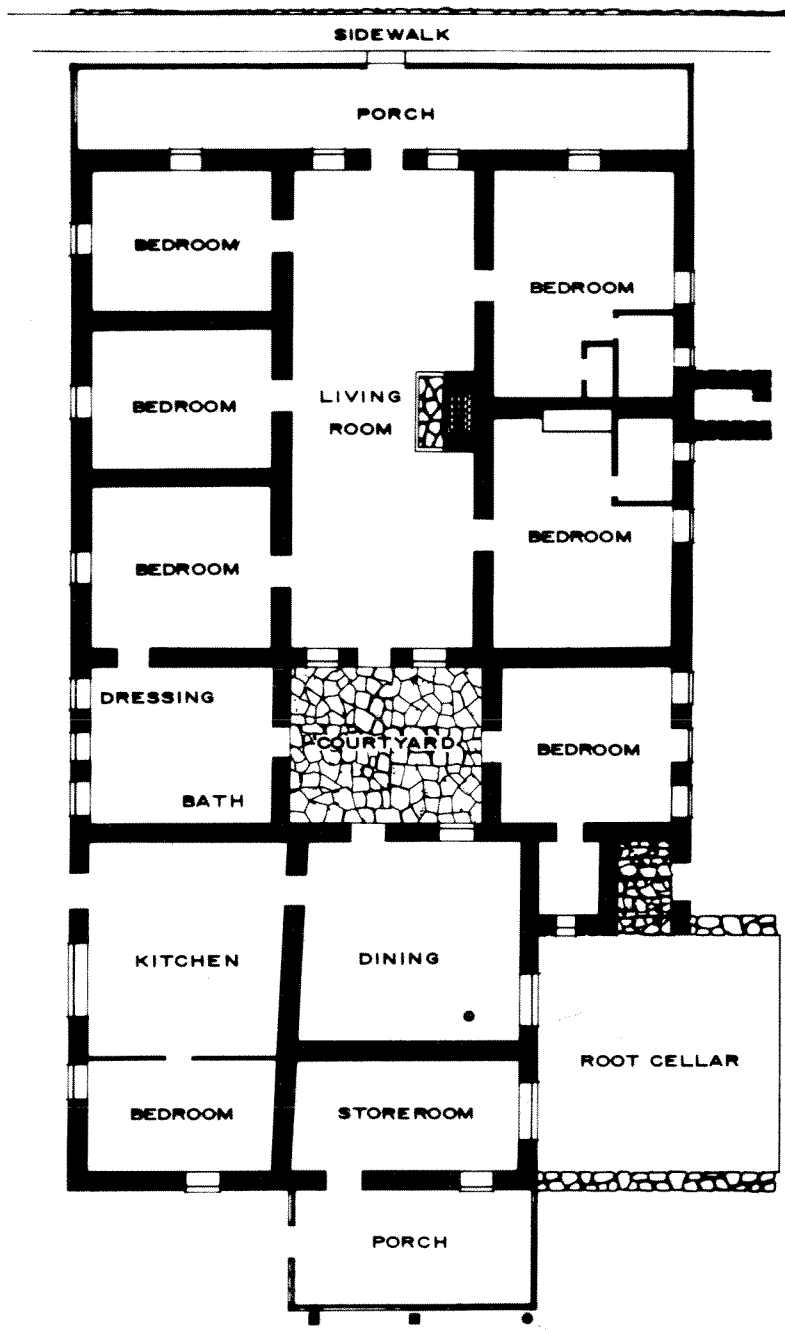 SIDEWALK
PORCH
BEDROOM
BEDROOM
LIVING
ROOM
BEDROOM
BEDROOM
BEDROOM
DRESSING
COURTYARD
BEDROOM
BATH
KITCHEN
DINING
ROOT CELLAR
BEDROOM
STOREROOM
PORCH